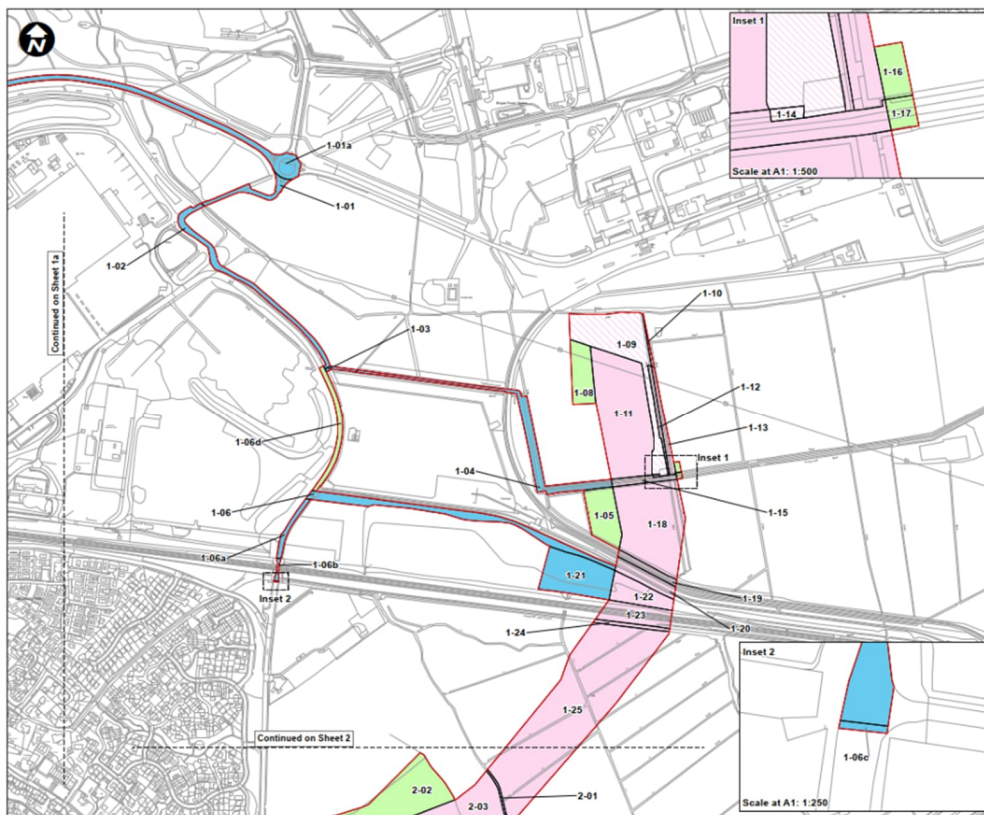 N
Inset 1
1-16
1-17
1-14
Scale at A1: 1:500
1-01a
1-01
1-02
Continued on Sheet 1a
1-03
1-10
1-09
1-08
1-12
1-11
1-13
1-06d
1-04
Inset 1
1-06
1-05
1-18
1-15
1-06a
1-06b
1-21
Inset 2
1-22
1-19
1-23
1-24
1-20
Inset 2
1-25
Continued on Sheet 2
1-06c
2-02
2-01
2-03
Scale at A1: 1:250